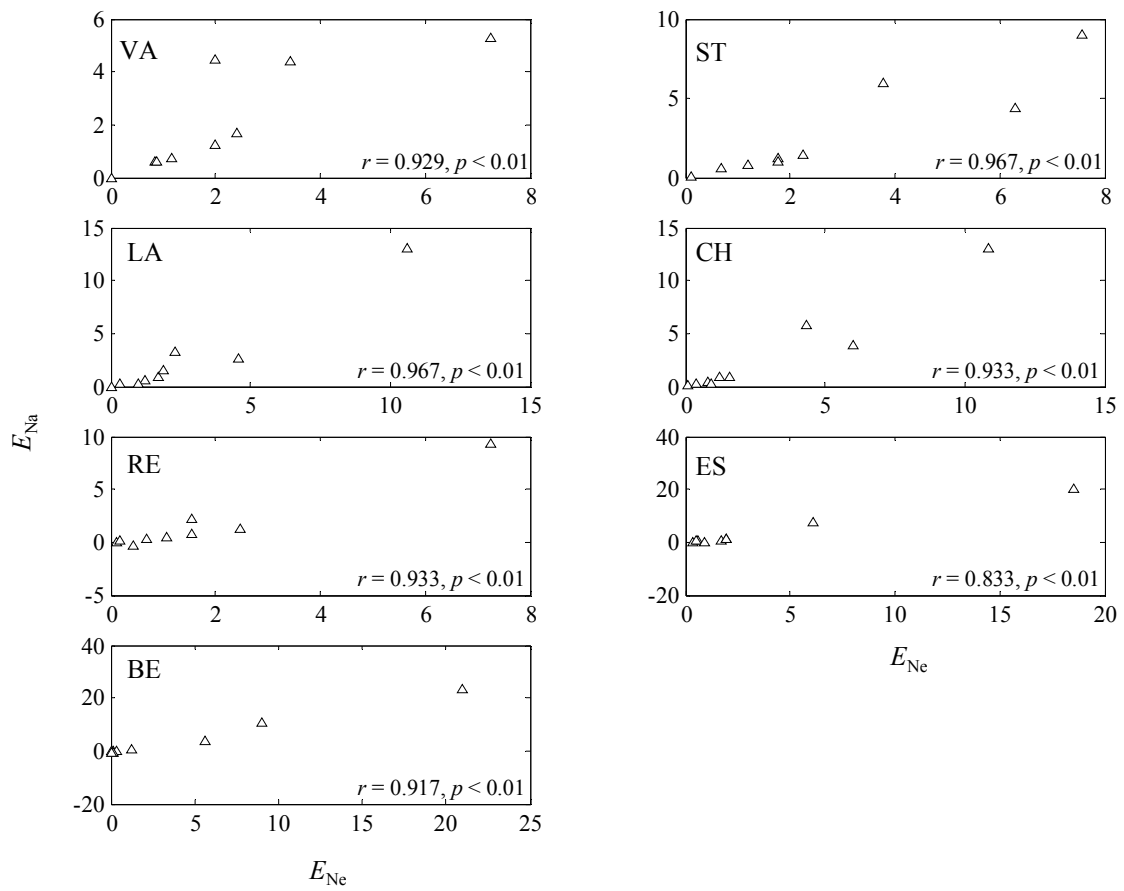 6
4
2
0
VA
r = 0.929, p < 0.01
0 2 4 6 8
10
5
0
ST
r = 0.967, p < 0.01
0 2 4 6 8
15
10
5
0
LA
r = 0.967, p < 0.01
0 5 10 15
15
10
5
0
CH
r = 0.933, p < 0.01
0 5 10 15
E_Na
10
5
0
-5
RE
r = 0.933, p < 0.01
0 2 4 6 8
40
20
0
-20
ES
r = 0.833, p < 0.01
0 5 10 15 20
E_Ne
40
20
0
-20
BE
r = 0.917, p < 0.01
0 5 10 15 20 25
E_Ne